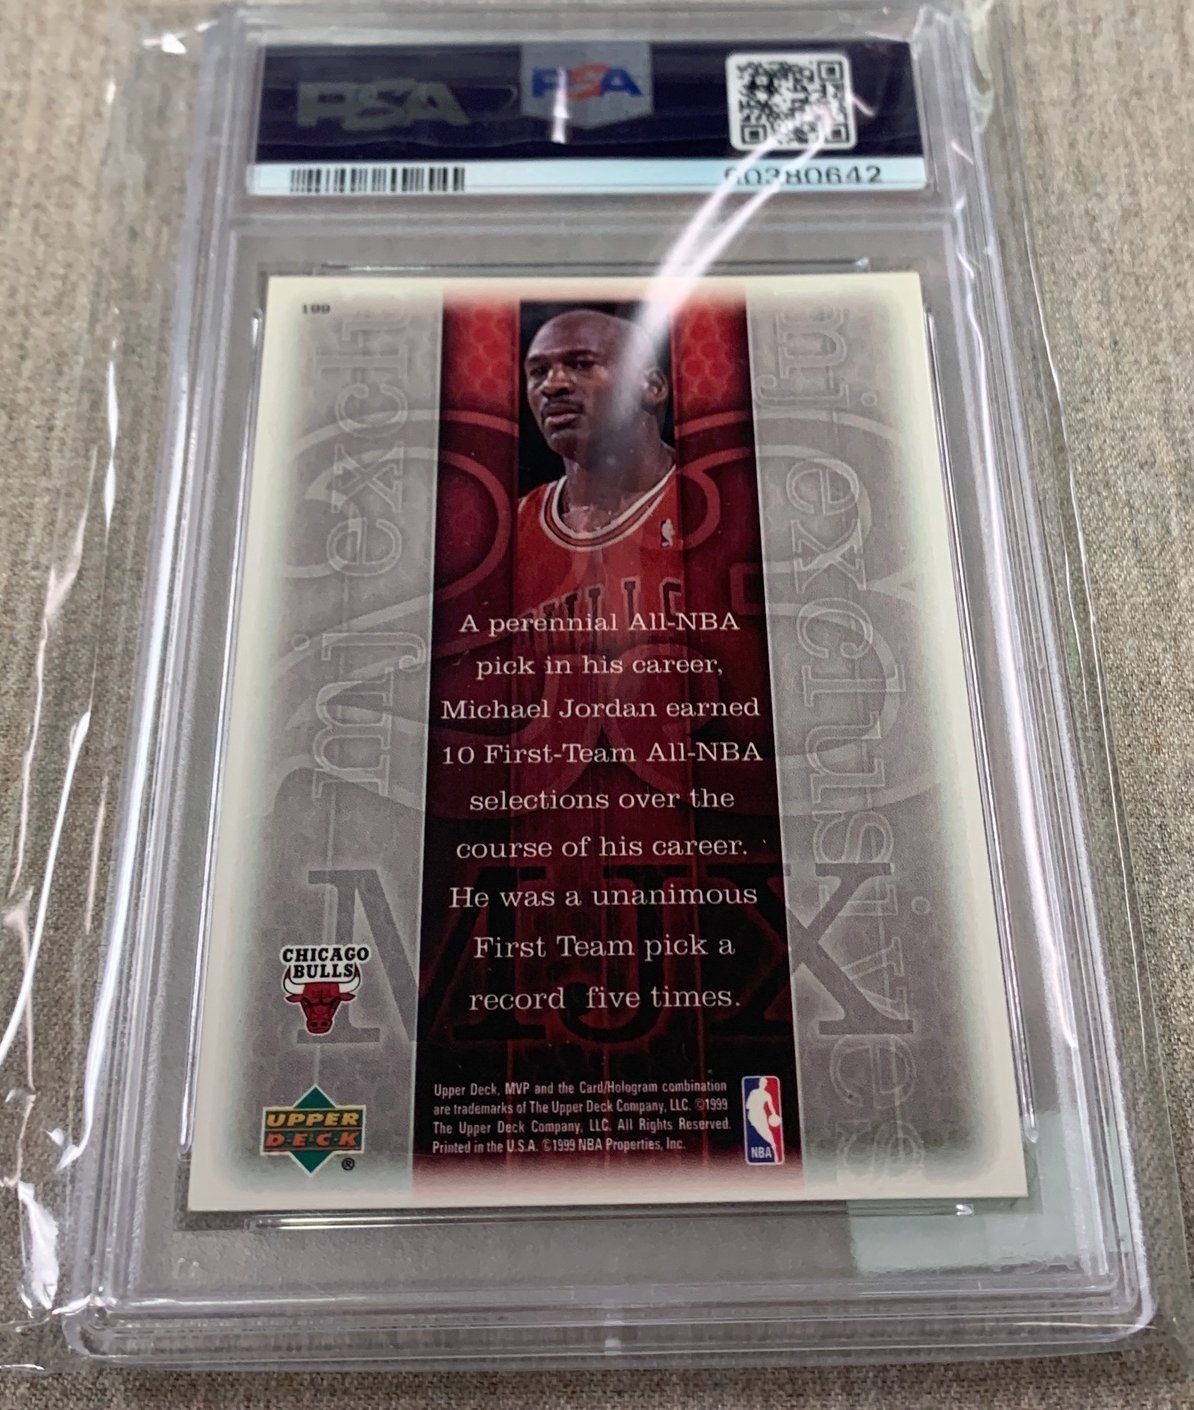 PSA
PSA
60380642
199
mj exclu
mj exclusives
BULLS
A perennial All-NBA
pick in his career,
Michael Jordan earned
10 First-Team All-NBA
selections over the
course of his career.
He was a unanimous
First Team pick a
record five times.
MJX
CHICAGO
BULLS
UPPER
DECK
®
Upper Deck, MVP and the Card/Hologram combination
are trademarks of The Upper Deck Company, LLC. ©1999
The Upper Deck Company, LLC. All Rights Reserved.
Printed in the U.S.A. ©1999 NBA Properties, Inc.
NBA